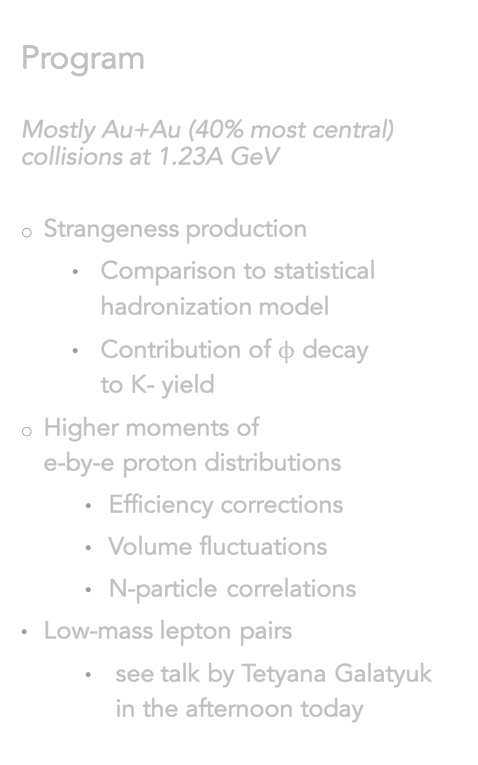 Program
Mostly Au+Au (40% most central)
collisions at 1.23A GeV
○ Strangeness production
• Comparison to statistical
hadronization model
• Contribution of ϕ decay
to K- yield
○ Higher moments of
e-by-e proton distributions
• Efficiency corrections
• Volume fluctuations
• N-particle correlations
• Low-mass lepton pairs
• see talk by Tetyana Galatyuk
in the afternoon today